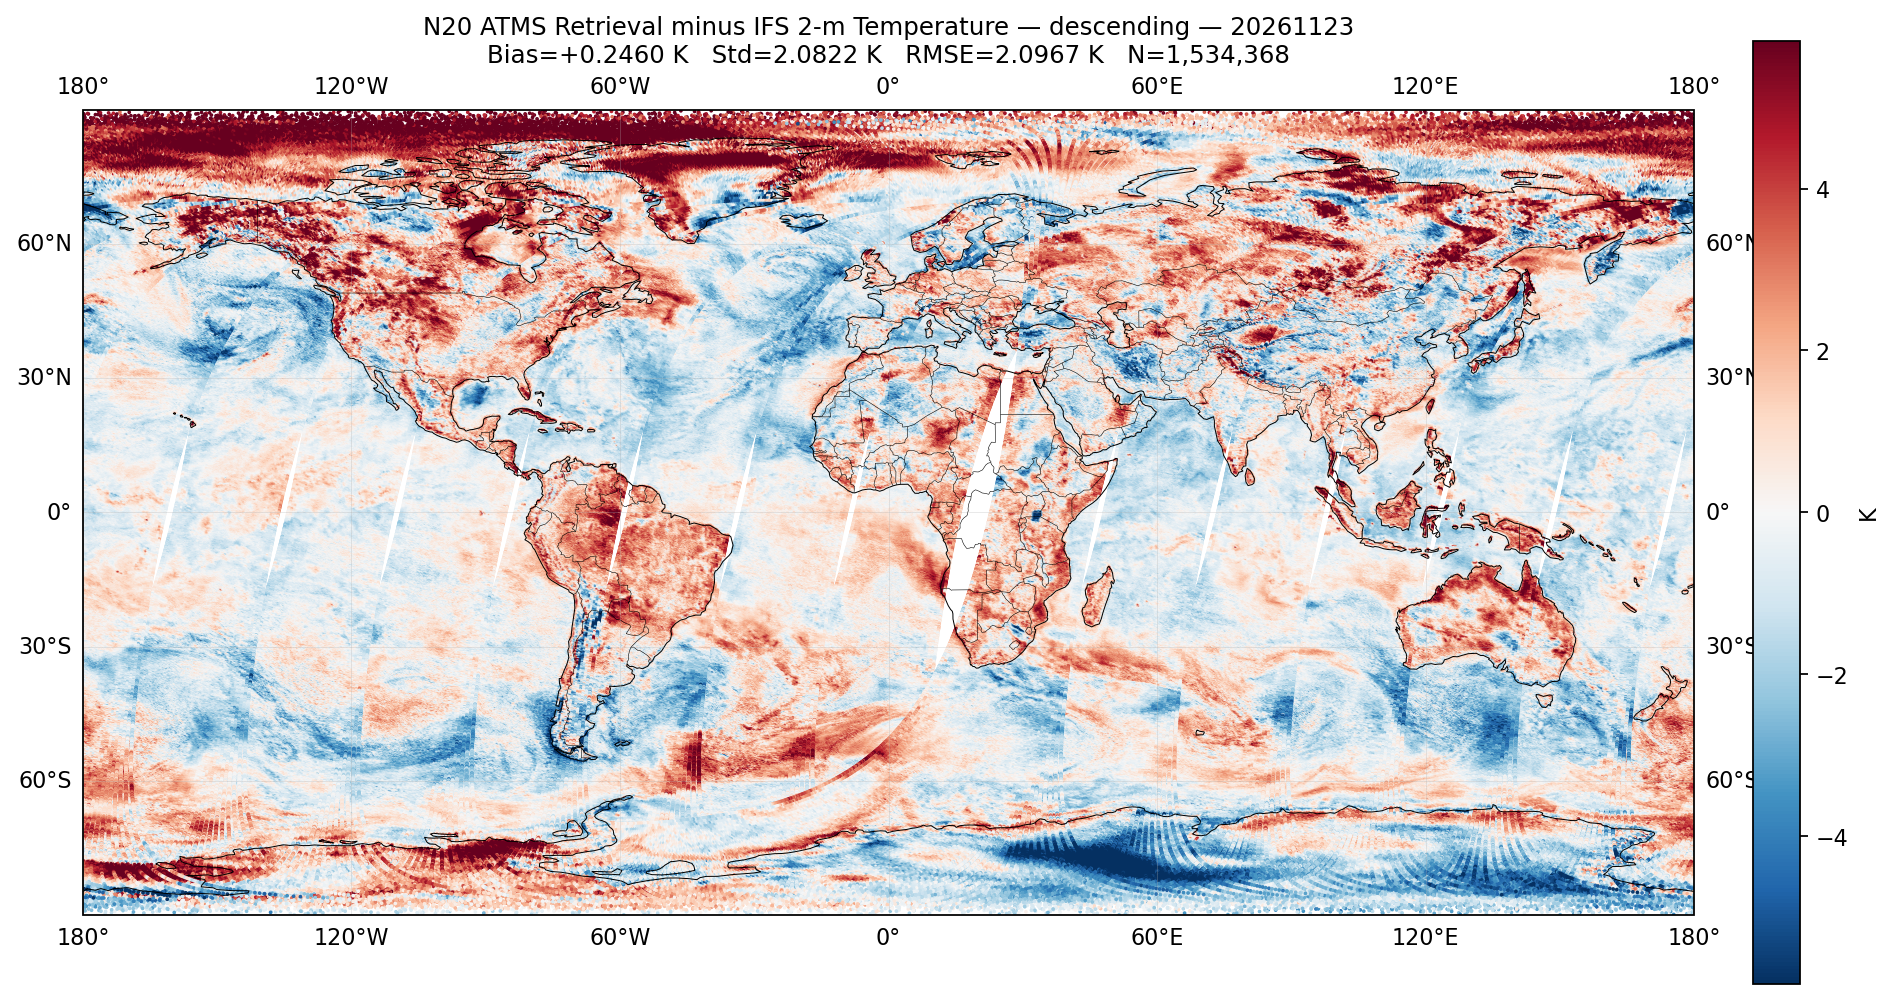 N20 ATMS Retrieval minus IFS 2-m Temperature — descending — 20261123
Bias=+0.2460 K   Std=2.0822 K   RMSE=2.0967 K   N=1,534,368
180° 120°W 60°W 0° 60°E 120°E 180°
60°N 60°N
30°N 30°N
0° 0°
30°S 30°S
60°S 60°S
180° 120°W 60°W 0° 60°E 120°E 180°
4
2
0
−2
−4
K